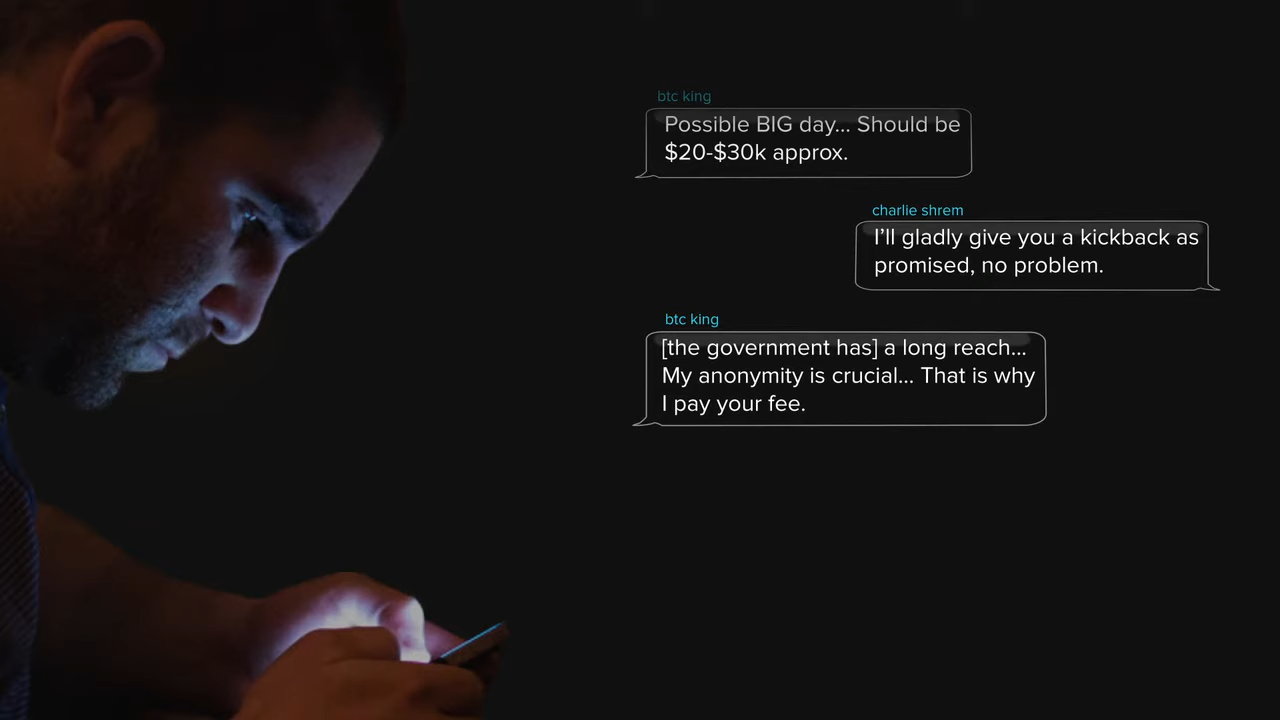 btc king
Possible BIG day... Should be
$20-$30k approx.
charlie shrem
I'll gladly give you a kickback as
promised, no problem.
btc king
[the government has] a long reach...
My anonymity is crucial... That is why
I pay your fee.